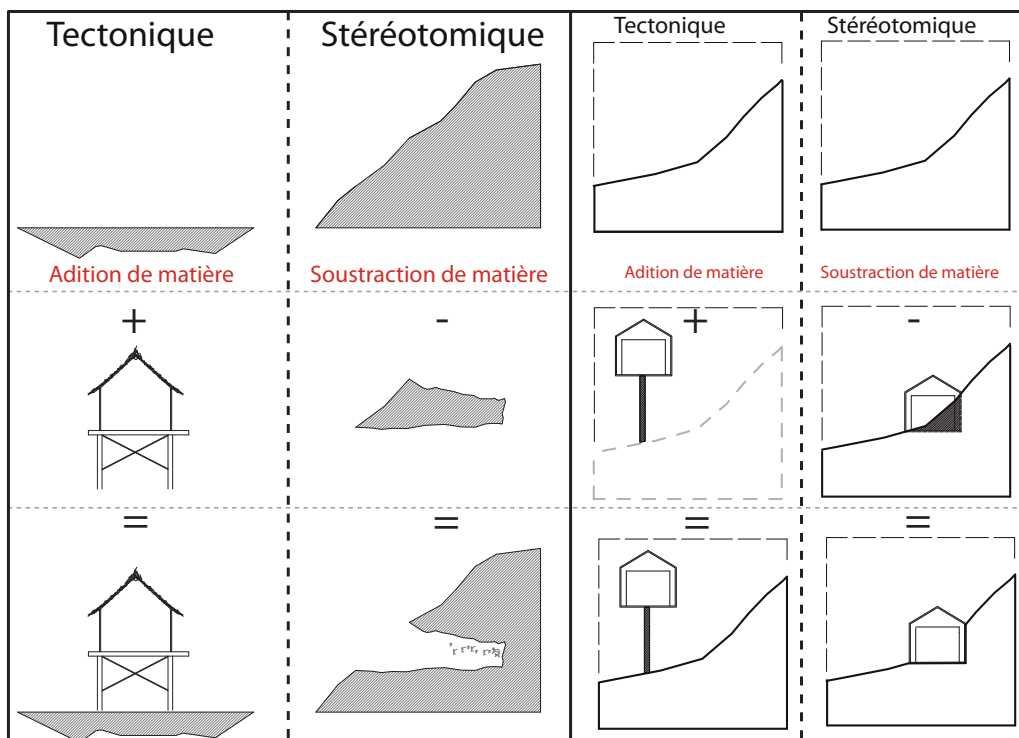 Tectonique
Stéréotomique
Tectonique
Stéréotomique
Adition de matière
Soustraction de matière
Adition de matière
Soustraction de matière
+
-
+
-
=
=
=
=